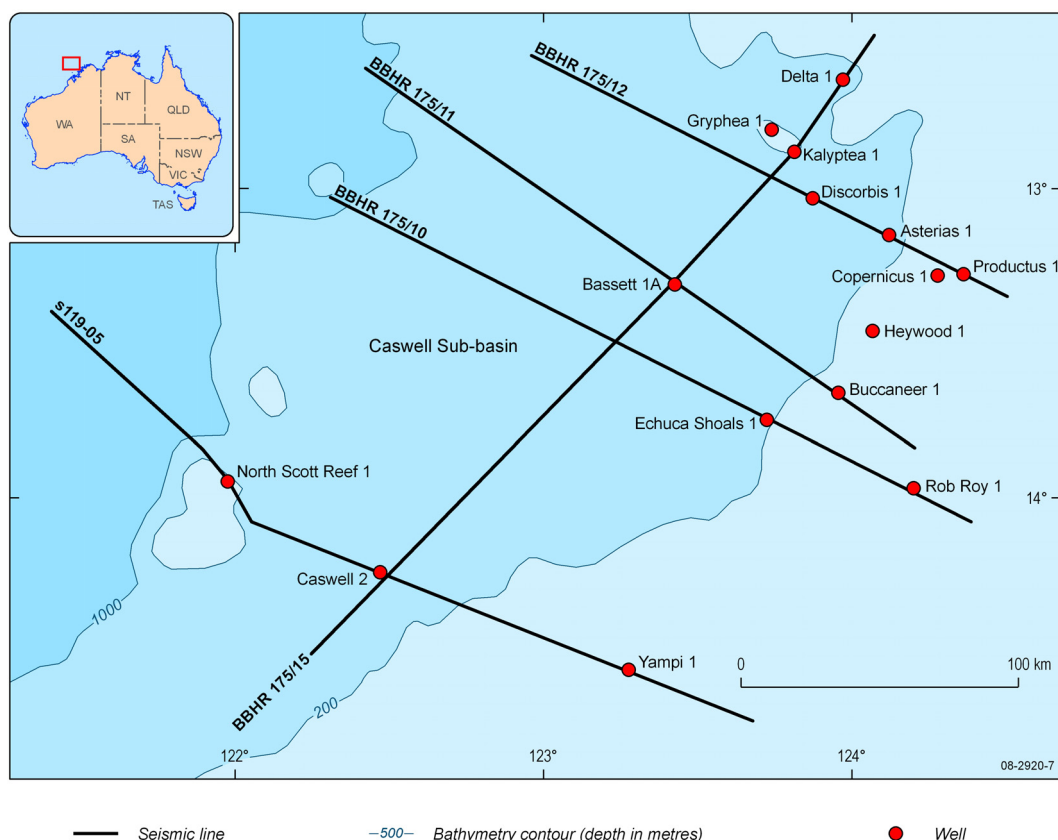 NT
WA
QLD
SA
NSW
VIC
TAS
BBHR 175/12
BBHR 175/11
Delta 1
Gryphea 1
Kalyptea 1
BBHR 175/10
Discorbis 1
13°
Asterias 1
Productus 1
Copernicus 1
Bassett 1A
s119-05
Heywood 1
Caswell Sub-basin
Buccaneer 1
Echuca Shoals 1
North Scott Reef 1
Rob Roy 1
14°
Caswell 2
1000
Yampi 1
0
100 km
BBHR 175/15
200
122°
123°
124°
08-2920-7
Seismic line
500
Bathymetry contour (depth in metres)
Well